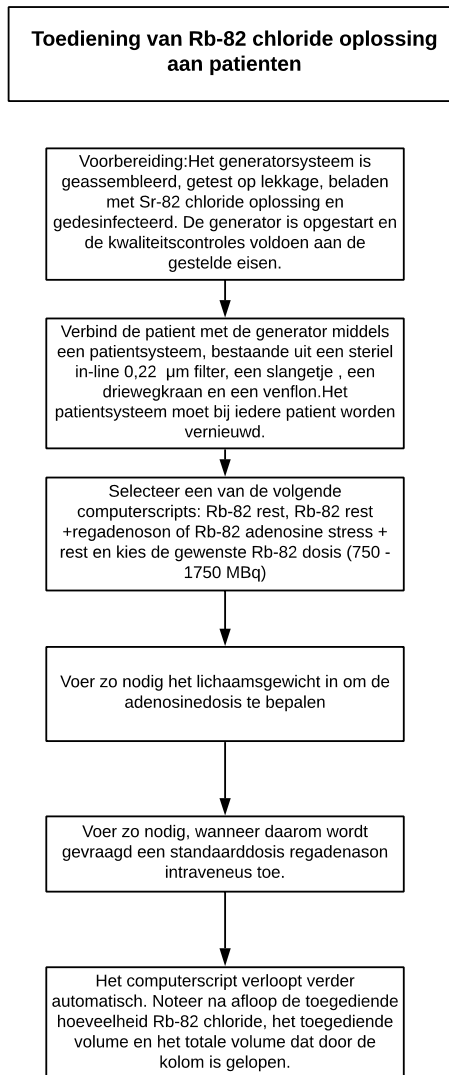 Toediening van Rb-82 chloride oplossing
aan patienten
Voorbereiding:Het generatorsysteem is
geassembleerd, getest op lekkage, beladen
met Sr-82 chloride oplossing en
gedesinfecteerd. De generator is opgestart en
de kwaliteitscontroles voldoen aan de
gestelde eisen.
Verbind de patient met de generator middels
een patientsysteem, bestaande uit een steriel
in-line 0,22 µm filter, een slangetje , een
driewegkraan en een venflon.Het
patientsysteem moet bij iedere patient worden
vernieuwd.
Selecteer een van de volgende
computerscripts: Rb-82 rest, Rb-82 rest
+regadenoson of Rb-82 adenosine stress +
rest en kies de gewenste Rb-82 dosis (750 -
1750 MBq)
Voer zo nodig het lichaamsgewicht in om de
adenosinedosis te bepalen
Voer zo nodig, wanneer daarom wordt
gevraagd een standaarddosis regadenason
intraveneus toe.
Het computerscript verloopt verder
automatisch. Noteer na afloop de toegediende
hoeveelheid Rb-82 chloride, het toegediende
volume en het totale volume dat door de
kolom is gelopen.